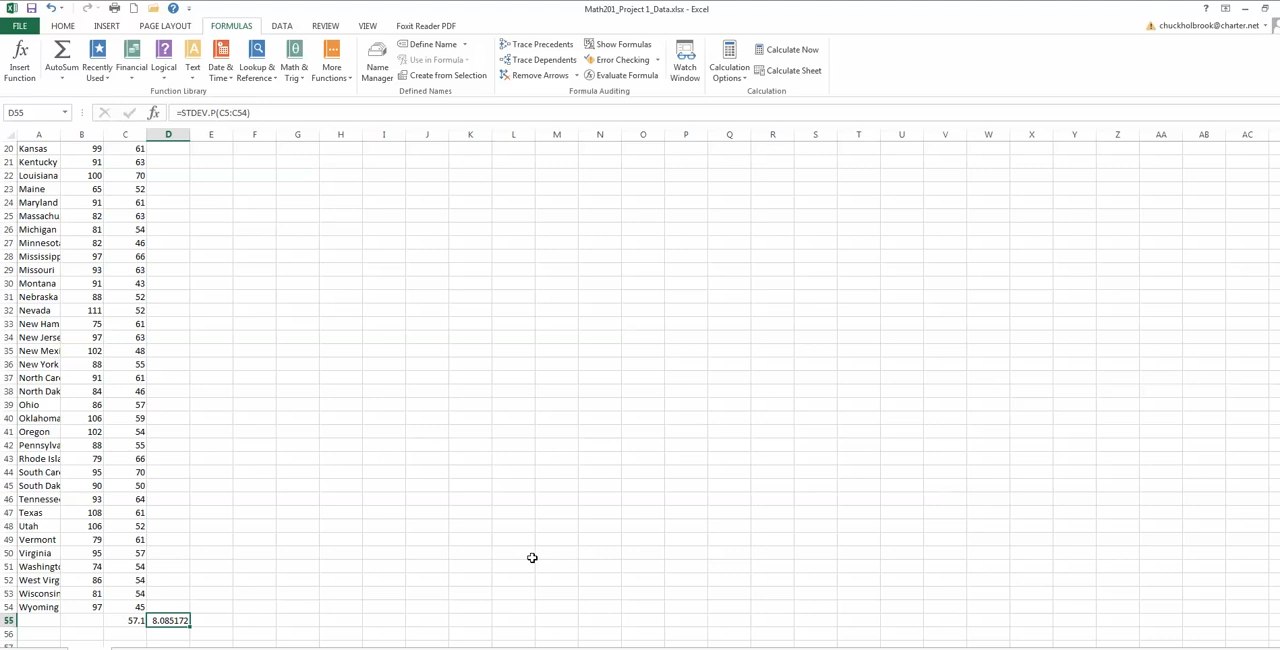 Math201_Project 1_Data.xlsx - Excel
FILE HOME INSERT PAGE LAYOUT FORMULAS DATA REVIEW VIEW Foxit Reader PDF chuckholbrook@charter.net
Insert Function
AutoSum
Recently Used
Financial
Logical
Text
Date & Time
Lookup & Reference
Math & Trig
More Functions
Function Library
Name Manager
Define Name
Use in Formula
Create from Selection
Defined Names
Trace Precedents
Trace Dependents
Remove Arrows
Show Formulas
Error Checking
Evaluate Formula
Formula Auditing
Watch Window
Calculation Options
Calculate Now
Calculate Sheet
Calculation
D55 fx =STDEV.P(C5:C54)
A B C D E F G H I J K L M N O P Q R S T U V W X Y Z AA AB AC
20 Kansas 99 61
21 Kentucky 91 63
22 Louisiana 100 70
23 Maine 65 52
24 Maryland 91 61
25 Massachu 82 63
26 Michigan 81 54
27 Minnesota 82 46
28 Mississipp 97 66
29 Missouri 93 63
30 Montana 91 43
31 Nebraska 88 52
32 Nevada 111 52
33 New Ham 75 61
34 New Jerse 97 63
35 New Mexi 102 48
36 New York 88 55
37 North Car 91 61
38 North Dak 84 46
39 Ohio 86 57
40 Oklahoma 106 59
41 Oregon 102 54
42 Pennsylva 88 55
43 Rhode Isla 79 66
44 South Car 95 70
45 South Dak 90 50
46 Tennessee 93 64
47 Texas 108 61
48 Utah 106 52
49 Vermont 79 61
50 Virginia 95 57
51 Washingto 74 54
52 West Virg 86 54
53 Wisconsin 81 54
54 Wyoming 97 45
55 57.1 8.085172
56